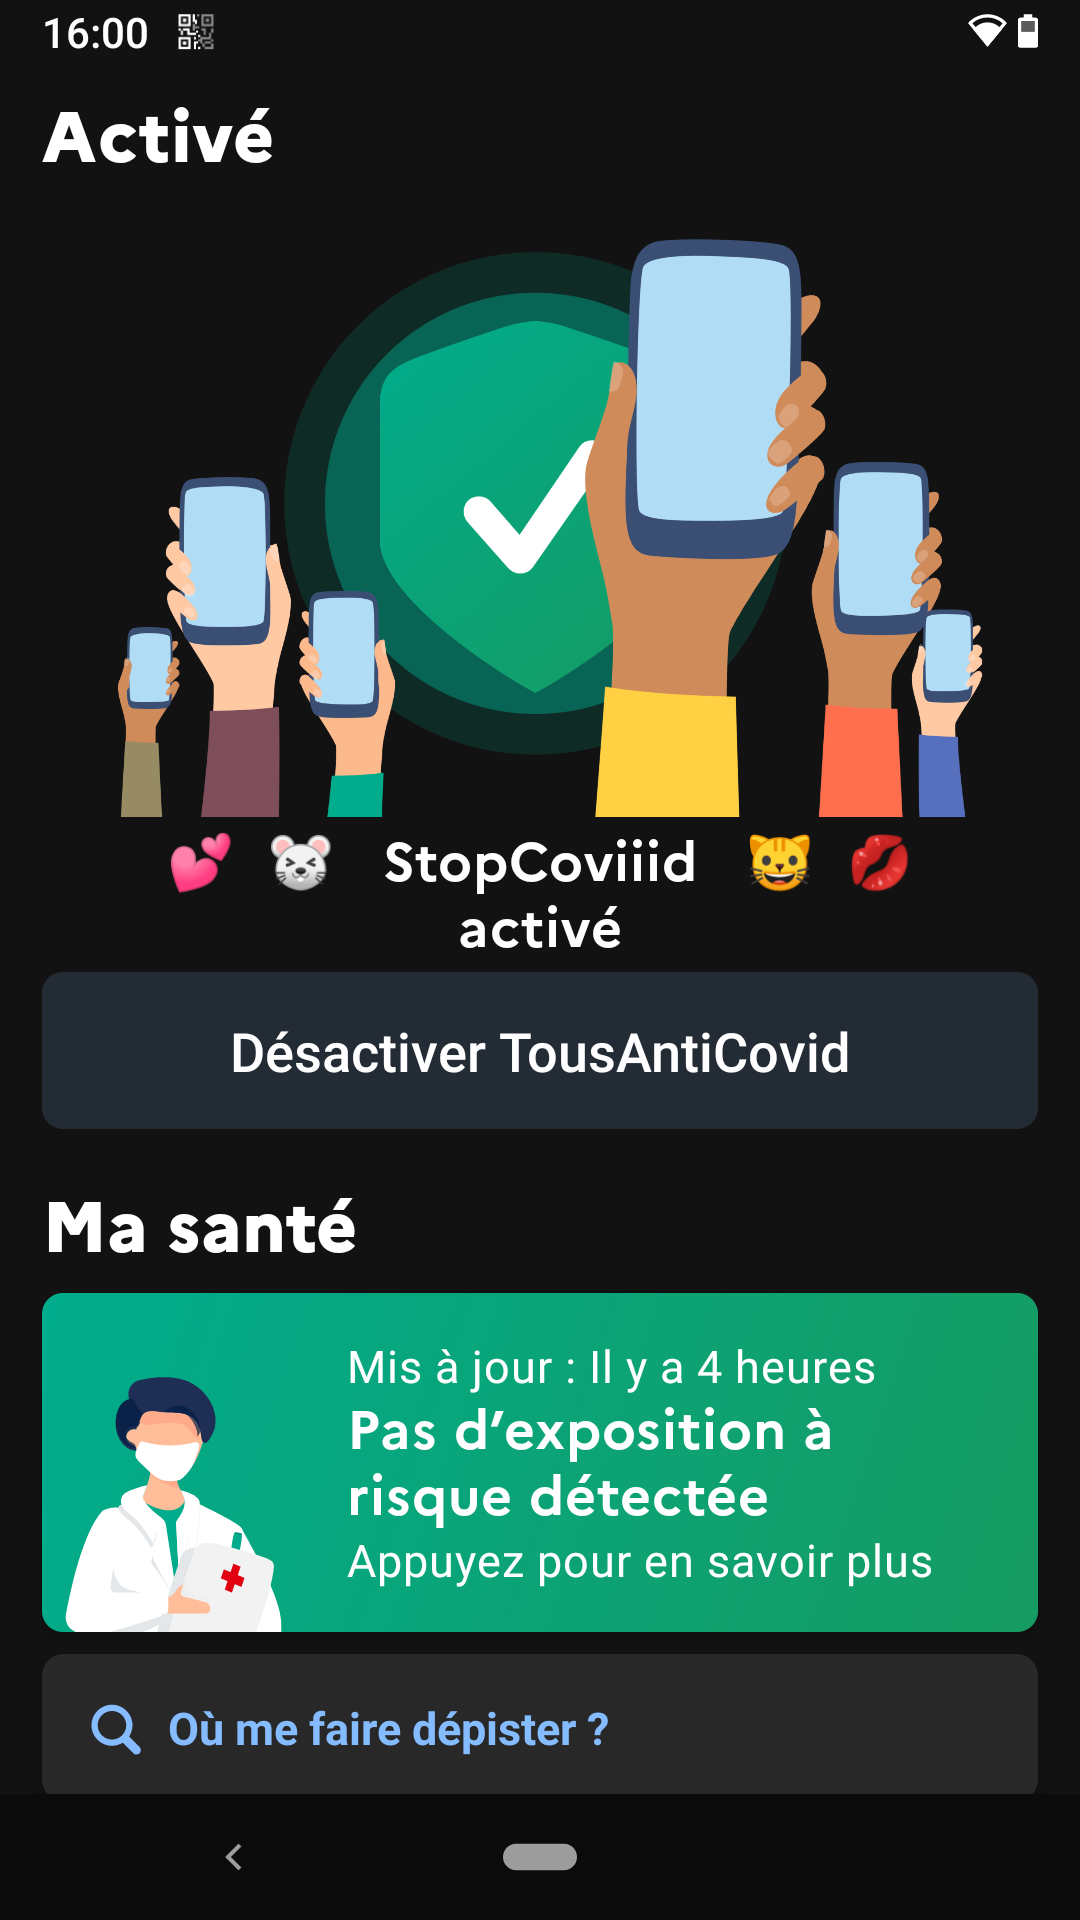 16:00
Activé
💕 🐭 StopCoviiid 😺 💋
activé
Désactiver TousAntiCovid
Ma santé
Mis à jour : Il y a 4 heures
Pas d’exposition à
risque détectée
Appuyez pour en savoir plus
Où me faire dépister ?